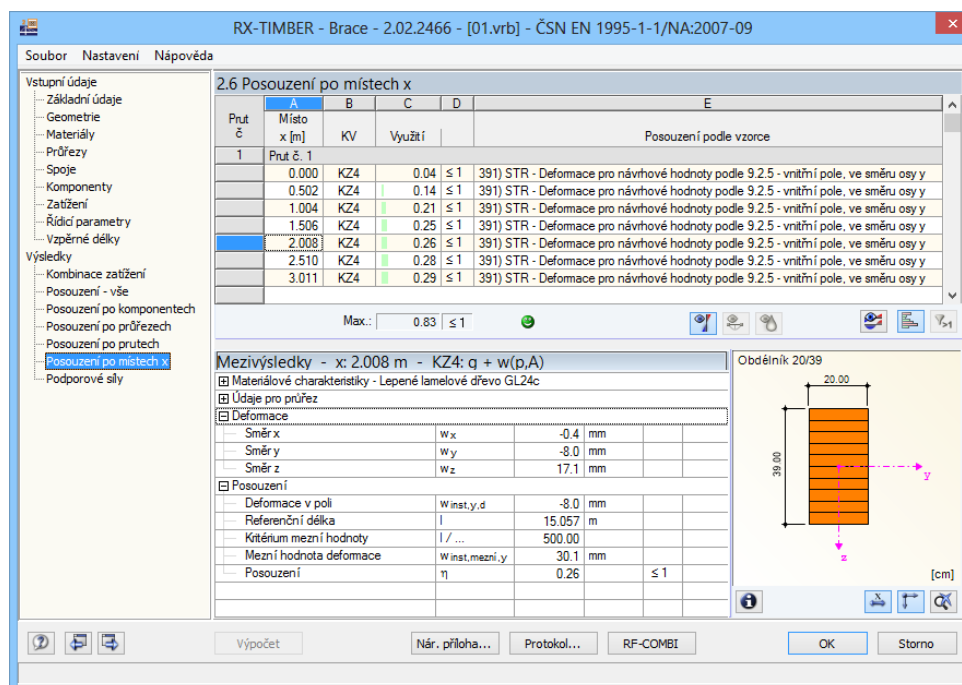 RX-TIMBER - Brace - 2.02.2466 - [01.vrb] - ČSN EN 1995-1-1/NA:2007-09
Soubor Nastavení Nápověda
Vstupní údaje
Základní údaje
Geometrie
Materiály
Průřezy
Spoje
Komponenty
Zatížení
Řídicí parametry
Vzpěrné délky
Výsledky
Kombinace zatížení
Posouzení - vše
Posouzení po komponentech
Posouzení po průřezech
Posouzení po prutech
Posouzení po místech x
Podporové síly
2.6 Posouzení po místech x
A B C D E
Prut č Místo x [m] KV Využití Posouzení podle vzorce
1 Prut č. 1
0.000 KZ4 0.04 ≤ 1 391) STR - Deformace pro návrhové hodnoty podle 9.2.5 - vnitřní pole, ve směru osy y
0.502 KZ4 0.14 ≤ 1 391) STR - Deformace pro návrhové hodnoty podle 9.2.5 - vnitřní pole, ve směru osy y
1.004 KZ4 0.21 ≤ 1 391) STR - Deformace pro návrhové hodnoty podle 9.2.5 - vnitřní pole, ve směru osy y
1.506 KZ4 0.25 ≤ 1 391) STR - Deformace pro návrhové hodnoty podle 9.2.5 - vnitřní pole, ve směru osy y
2.008 KZ4 0.26 ≤ 1 391) STR - Deformace pro návrhové hodnoty podle 9.2.5 - vnitřní pole, ve směru osy y
2.510 KZ4 0.28 ≤ 1 391) STR - Deformace pro návrhové hodnoty podle 9.2.5 - vnitřní pole, ve směru osy y
3.011 KZ4 0.29 ≤ 1 391) STR - Deformace pro návrhové hodnoty podle 9.2.5 - vnitřní pole, ve směru osy y
Max.: 0.83 ≤ 1
Mezivýsledky - x: 2.008 m - KZ4: q + w(p,A)
Materiálové charakteristiky - Lepené lamelové dřevo GL24c
Údaje pro průřez
Deformace
Směr x w x -0.4 mm
Směr y w y -8.0 mm
Směr z w z 17.1 mm
Posouzení
Deformace v poli w inst,y,d -8.0 mm
Referenční délka l 15.057 m
Kritérium mezní hodnoty l / ... 500.00
Mezní hodnota deformace w inst,mezní,y 30.1 mm
Posouzení η 0.26 ≤ 1
Obdélník 20/39
20.00
39.00
y
z
[cm]
Výpočet Nár. příloha... Protokol... RF-COMBI OK Storno